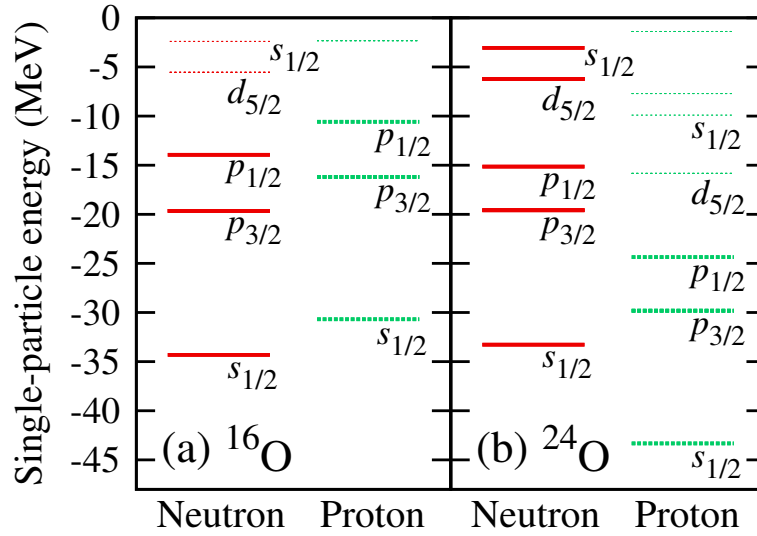 Single-particle energy (MeV)
0
-5
-10
-15
-20
-25
-30
-35
-40
-45
s1/2
d5/2
p1/2
p3/2
s1/2
p1/2
p3/2
s1/2
(a) 16O
s1/2
d5/2
p1/2
p3/2
s1/2
s1/2
d5/2
p1/2
p3/2
s1/2
(b) 24O
Neutron Proton Neutron Proton